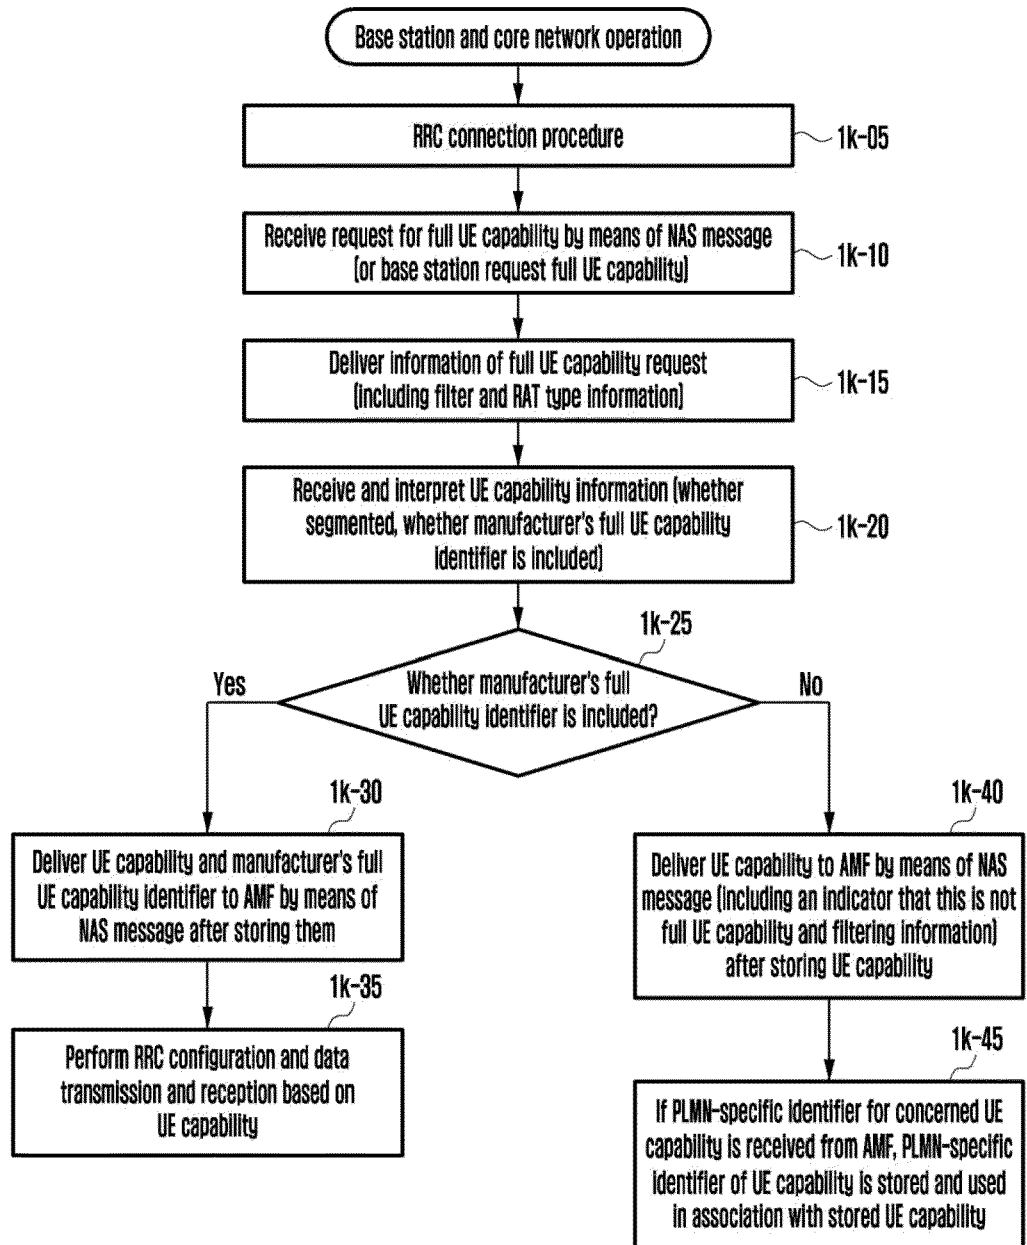 Base station and core network operation
RRC connection procedure
1k-05
Receive request for full UE capability by means of NAS message
(or base station request full UE capability)
1k-10
Deliver information of full UE capability request
(including filter and RAT type information)
1k-15
Receive and interpret UE capability information (whether
segmented, whether manufacturer's full UE capability
identifier is included)
1k-20
1k-25
Whether manufacturer's full
UE capability identifier is included?
Yes
No
1k-30
Deliver UE capability and manufacturer's full
UE capability identifier to AMF by means of
NAS message after storing them
1k-35
Perform RRC configuration and data
transmission and reception based on
UE capability
1k-40
Deliver UE capability to AMF by means of NAS
message (including an indicator that this is not
full UE capability and filtering information)
after storing UE capability
1k-45
If PLMN-specific identifier for concerned UE
capability is received from AMF, PLMN-specific
identifier of UE capability is stored and used
in association with stored UE capability